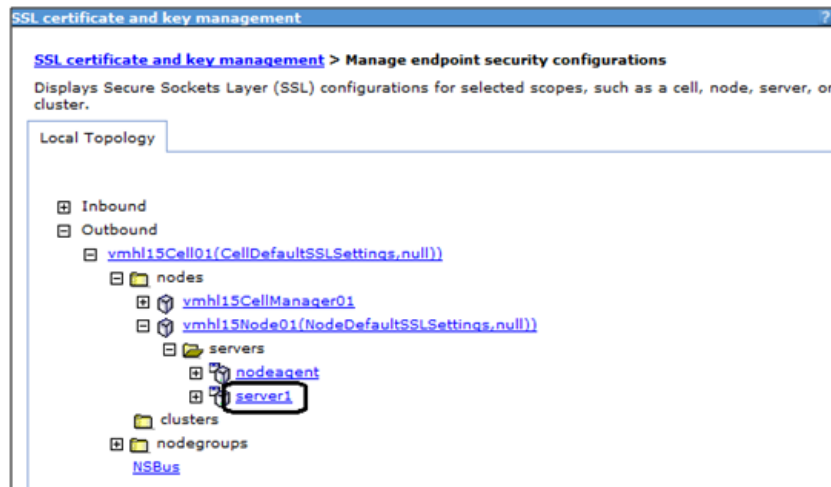 SSL certificate and key management ?
SSL certificate and key management > Manage endpoint security configurations
Displays Secure Sockets Layer (SSL) configurations for selected scopes, such as a cell, node, server, or
cluster.
Local Topology
Inbound
Outbound
vmhl15Cell01(CellDefaultSSLSettings,null))
nodes
vmhl15CellManager01
vmhl15Node01(NodeDefaultSSLSettings,null))
servers
nodeagent
server1
clusters
nodegroups
NSBus